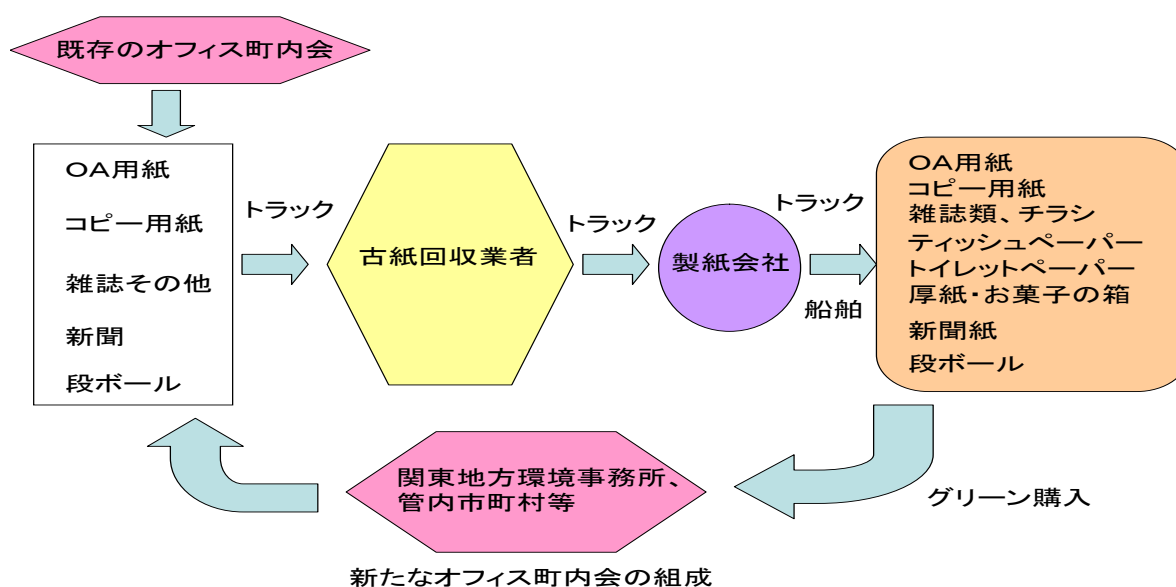 既存のオフィス町内会
OA用紙
コピー用紙
雑誌その他
新聞
段ボール
トラック
古紙回収業者
トラック
製紙会社
トラック
船舶
OA用紙
コピー用紙
雑誌類、チラシ
ティッシュペーパー
トイレットペーパー
厚紙・お菓子の箱
新聞紙
段ボール
グリーン購入
関東地方環境事務所、
管内市町村等
新たなオフィス町内会の組成